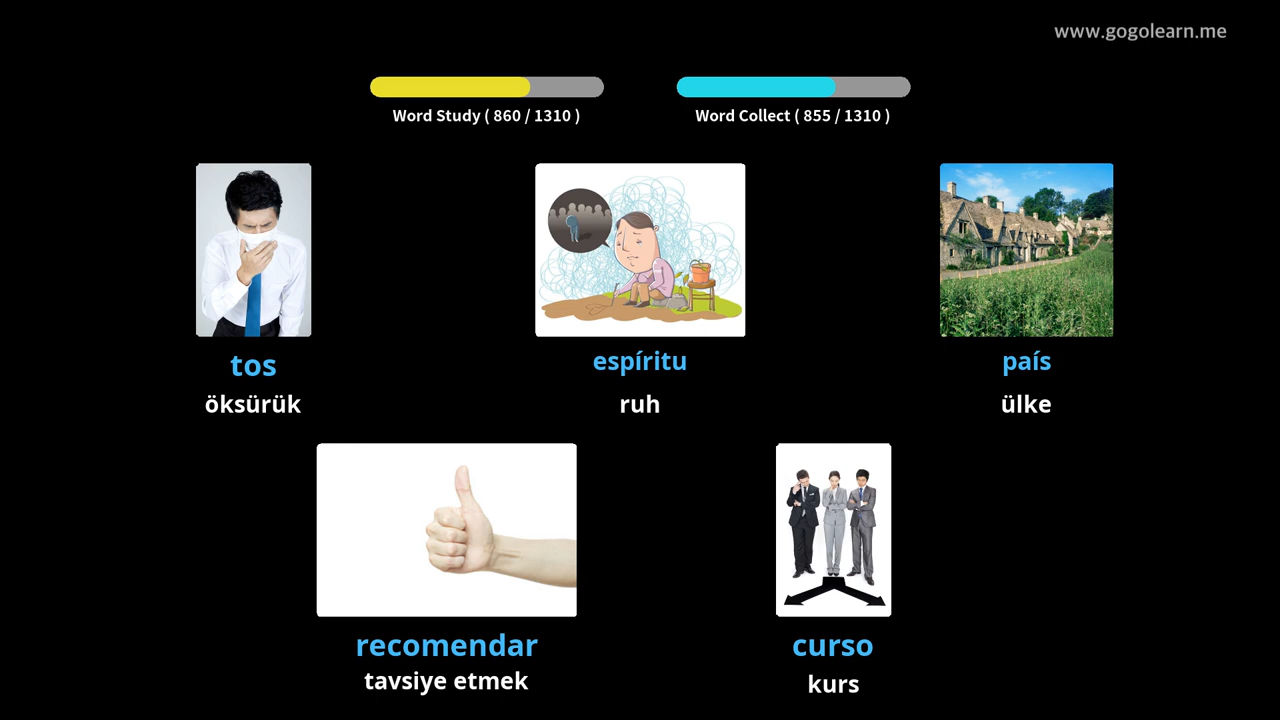 www.gogolearn.me
Word Study ( 860 / 1310 )
Word Collect ( 855 / 1310 )
tos
öksürük
espíritu
ruh
país
ülke
recomendar
tavsiye etmek
curso
kurs